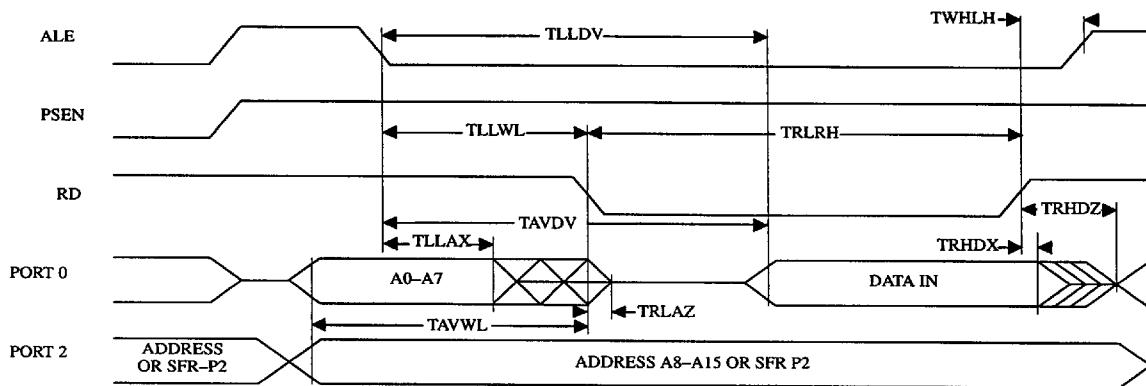 ALE
TLLDV
TWHLH
PSEN
TLLWL
TRLRH
RD
TAVDV
TRHDZ
TLLAX
TRHDX
PORT 0
A0–A7
DATA IN
TRLAZ
TAVWL
PORT 2
ADDRESS
OR SFR–P2
ADDRESS A8–A15 OR SFR P2